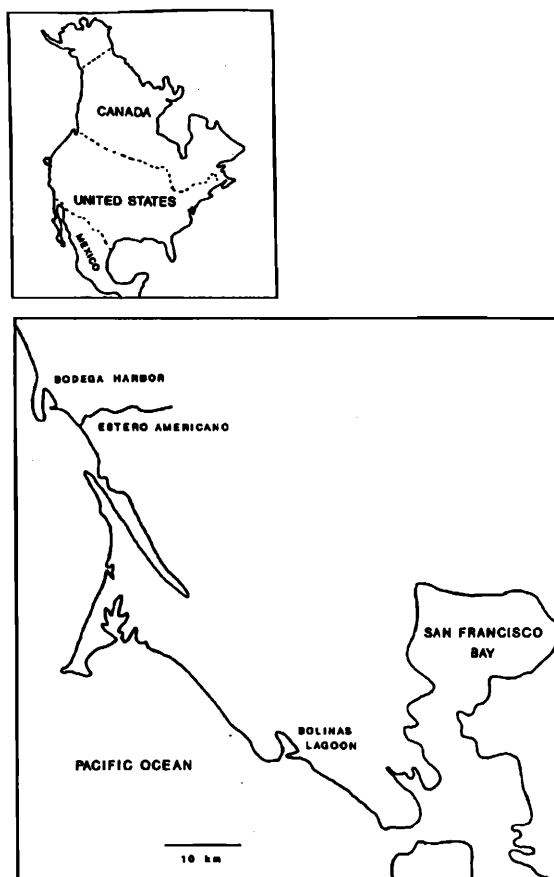 CANADA
UNITED STATES
MEXICO
BODEGA HARBOR
ESTERO AMERICANO
SAN FRANCISCO
BAY
BOLINAS
LAGOON
PACIFIC OCEAN
10 km